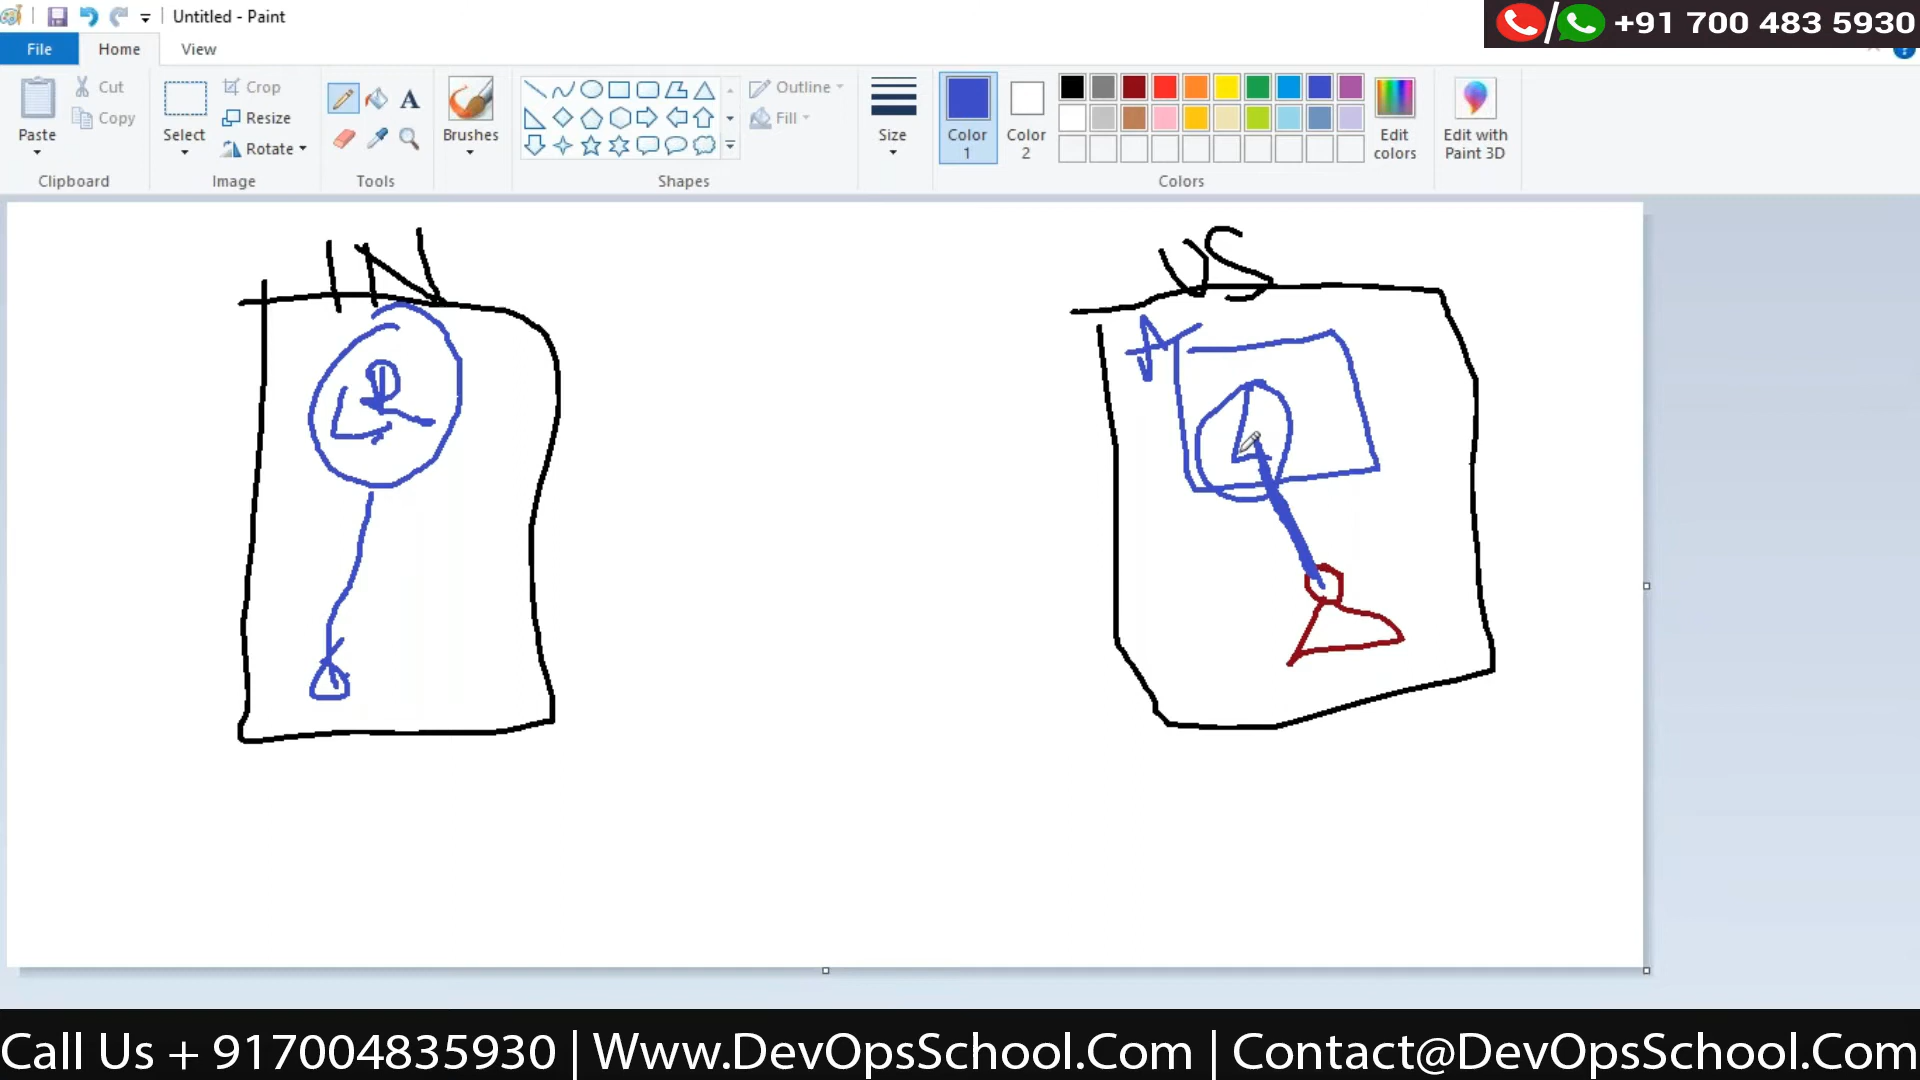 Untitled - Paint
/ +91 700 483 5930
File Home View
Paste
Cut
Copy
Clipboard
Select
Crop
Resize
Rotate
Image
Tools
A
Brushes
Shapes
Outline
Fill
Size
Color
1
Color
2
Colors
Edit
colors
Edit with
Paint 3D
IN
US
Call Us + 917004835930 | Www.DevOpsSchool.Com | Contact@DevOpsSchool.Com